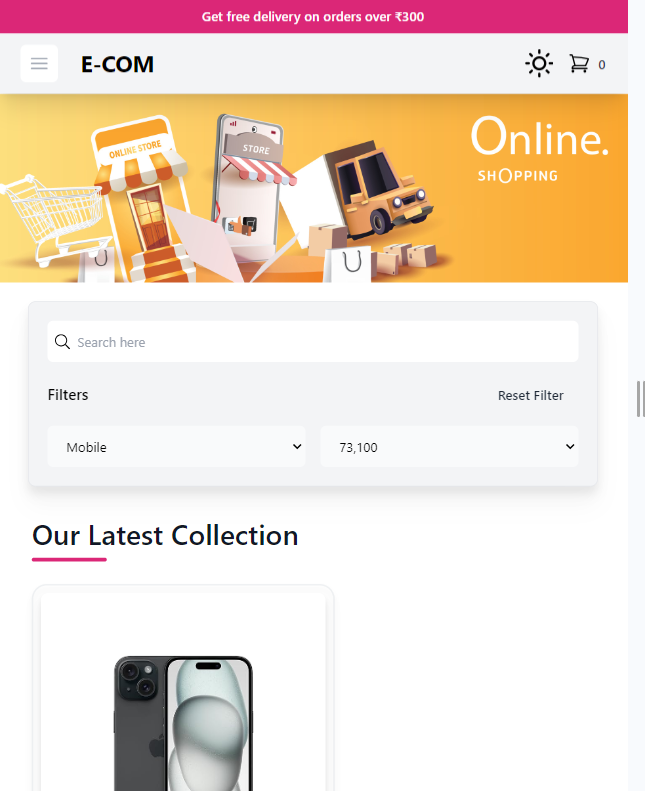 Get free delivery on orders over ₹300
E-COM
0
ONLINE STORE
STORE
Online.
SHOPPING
Search here
Filters
Reset Filter
Mobile
73,100
Our Latest Collection